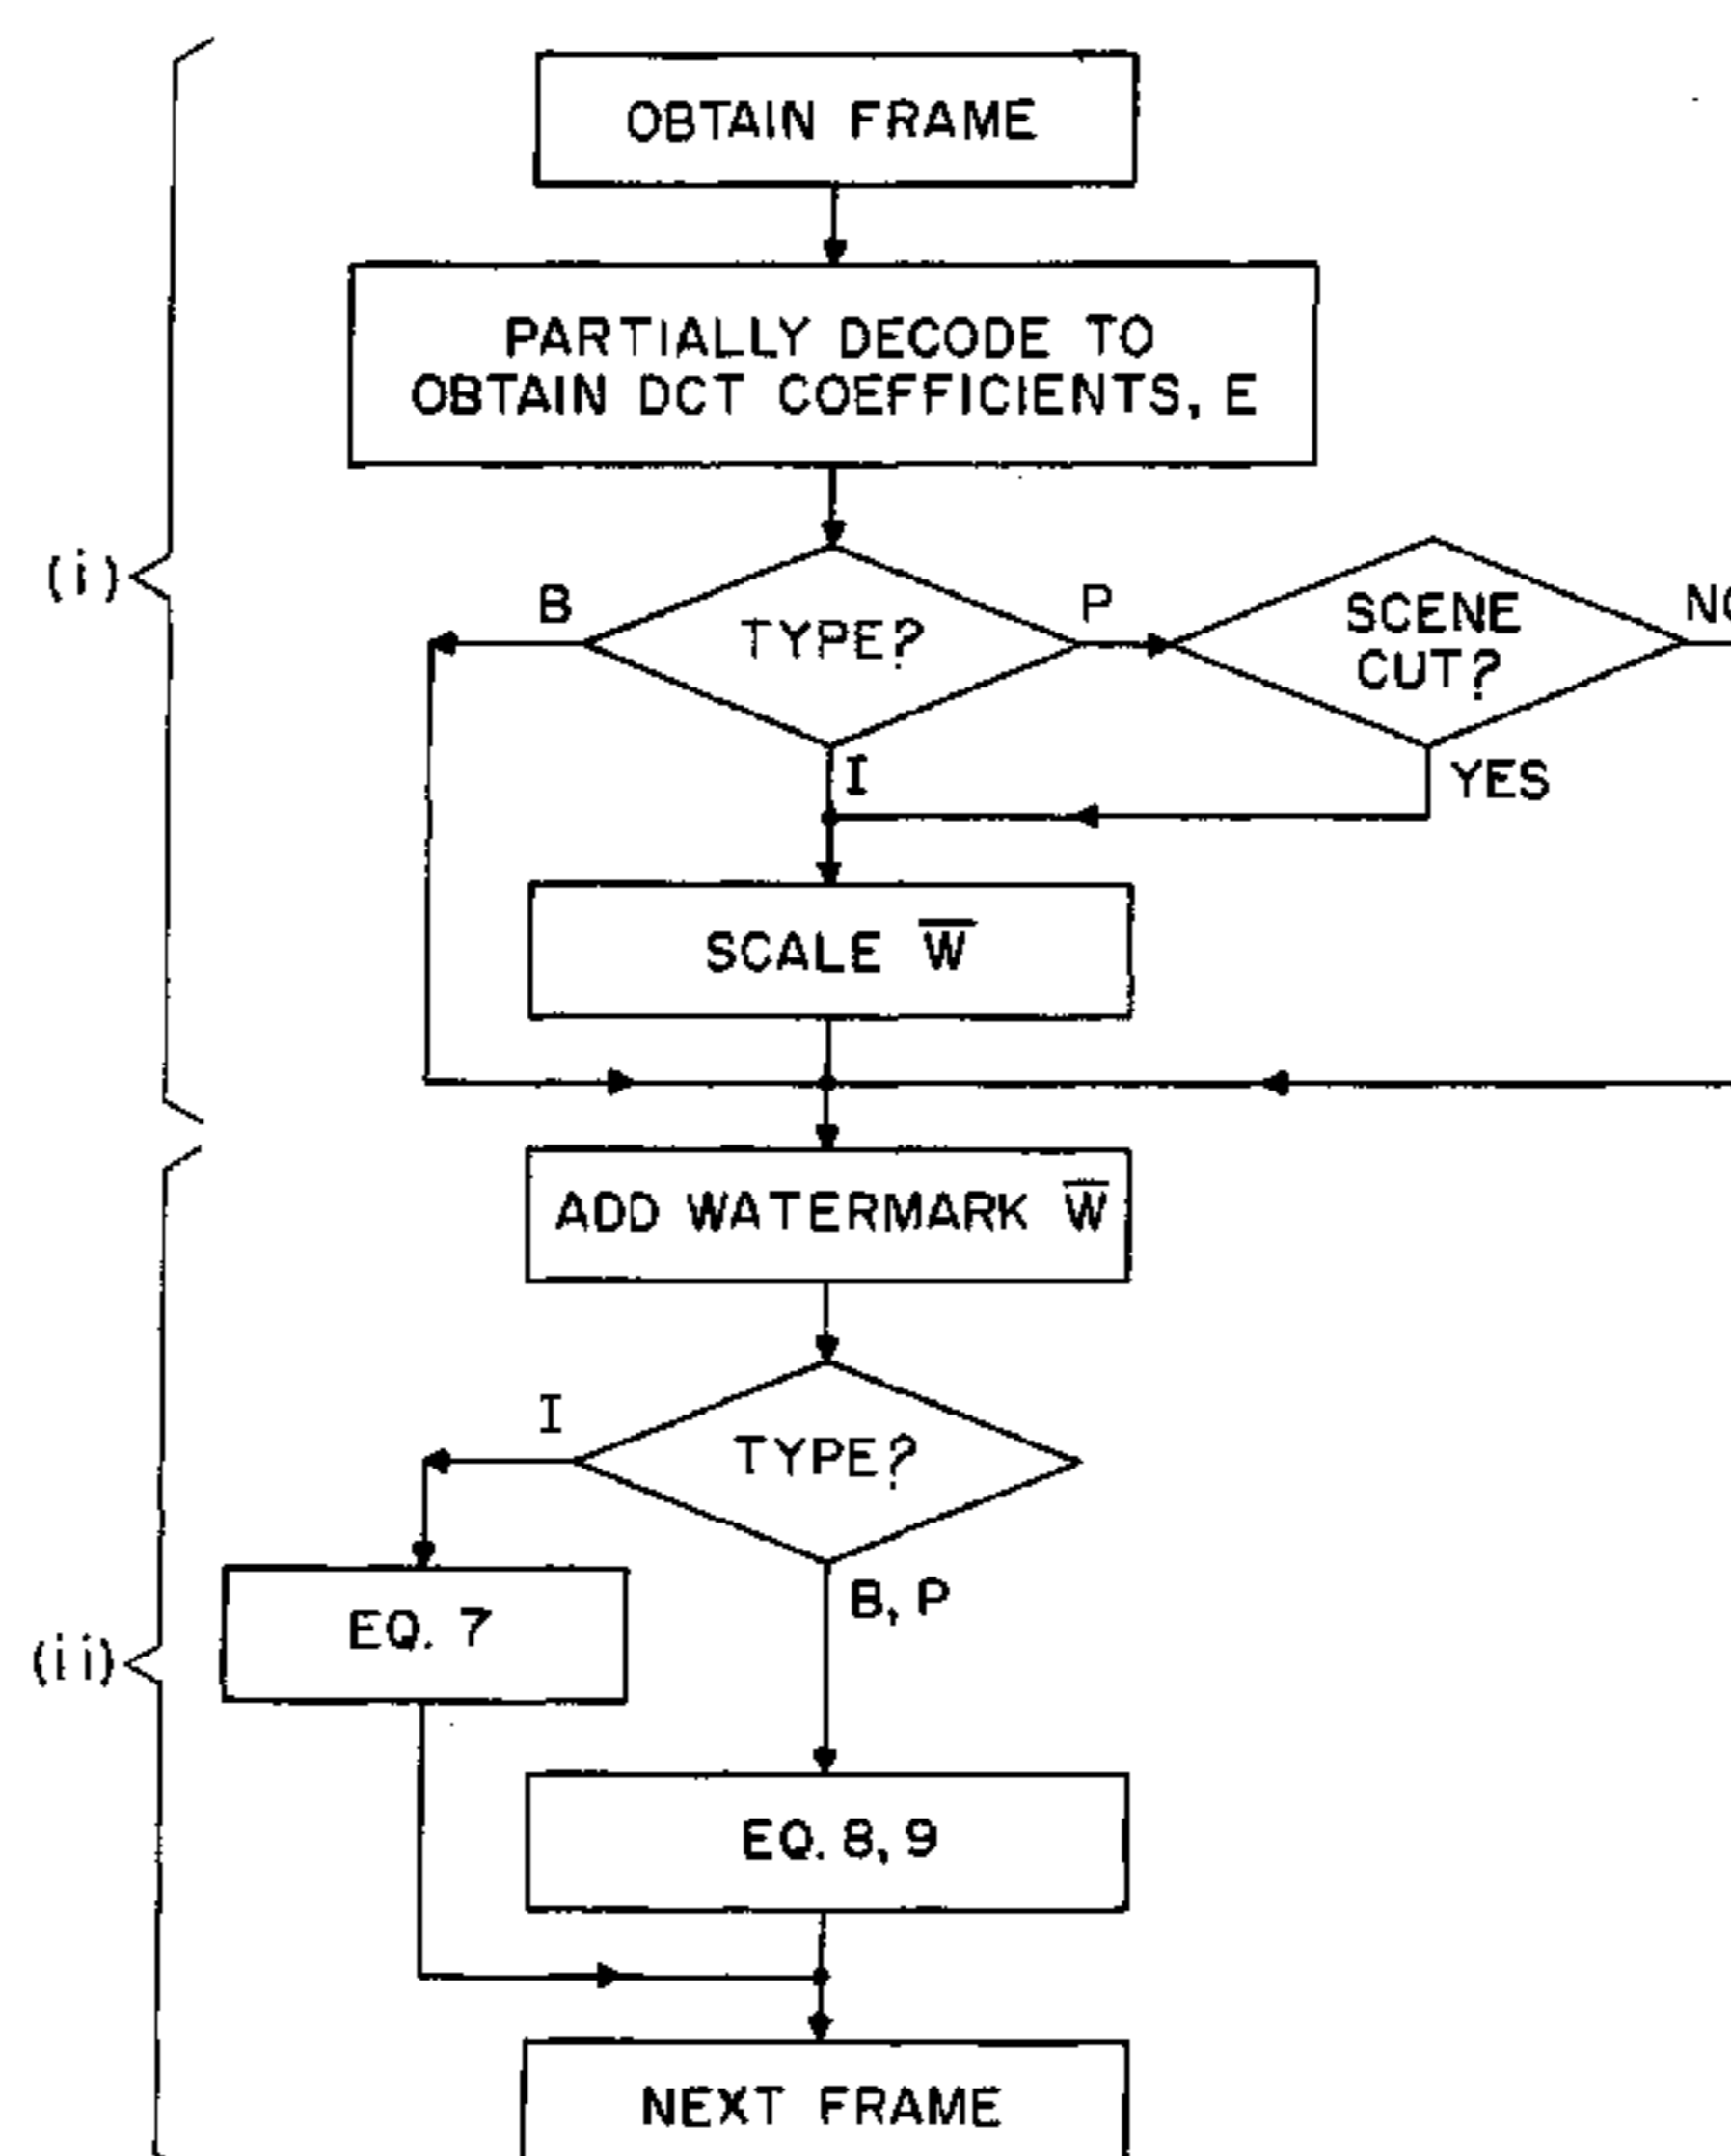 OBTAIN FRAME
PARTIALLY DECODE TO
OBTAIN DCT COEFFICIENTS, E
(i)
B
TYPE?
P
SCENE
CUT?
NO
I
YES
SCALE W̅
ADD WATERMARK W̅
I
TYPE?
B, P
EQ. 7
(ii)
EQ. 8, 9
NEXT FRAME